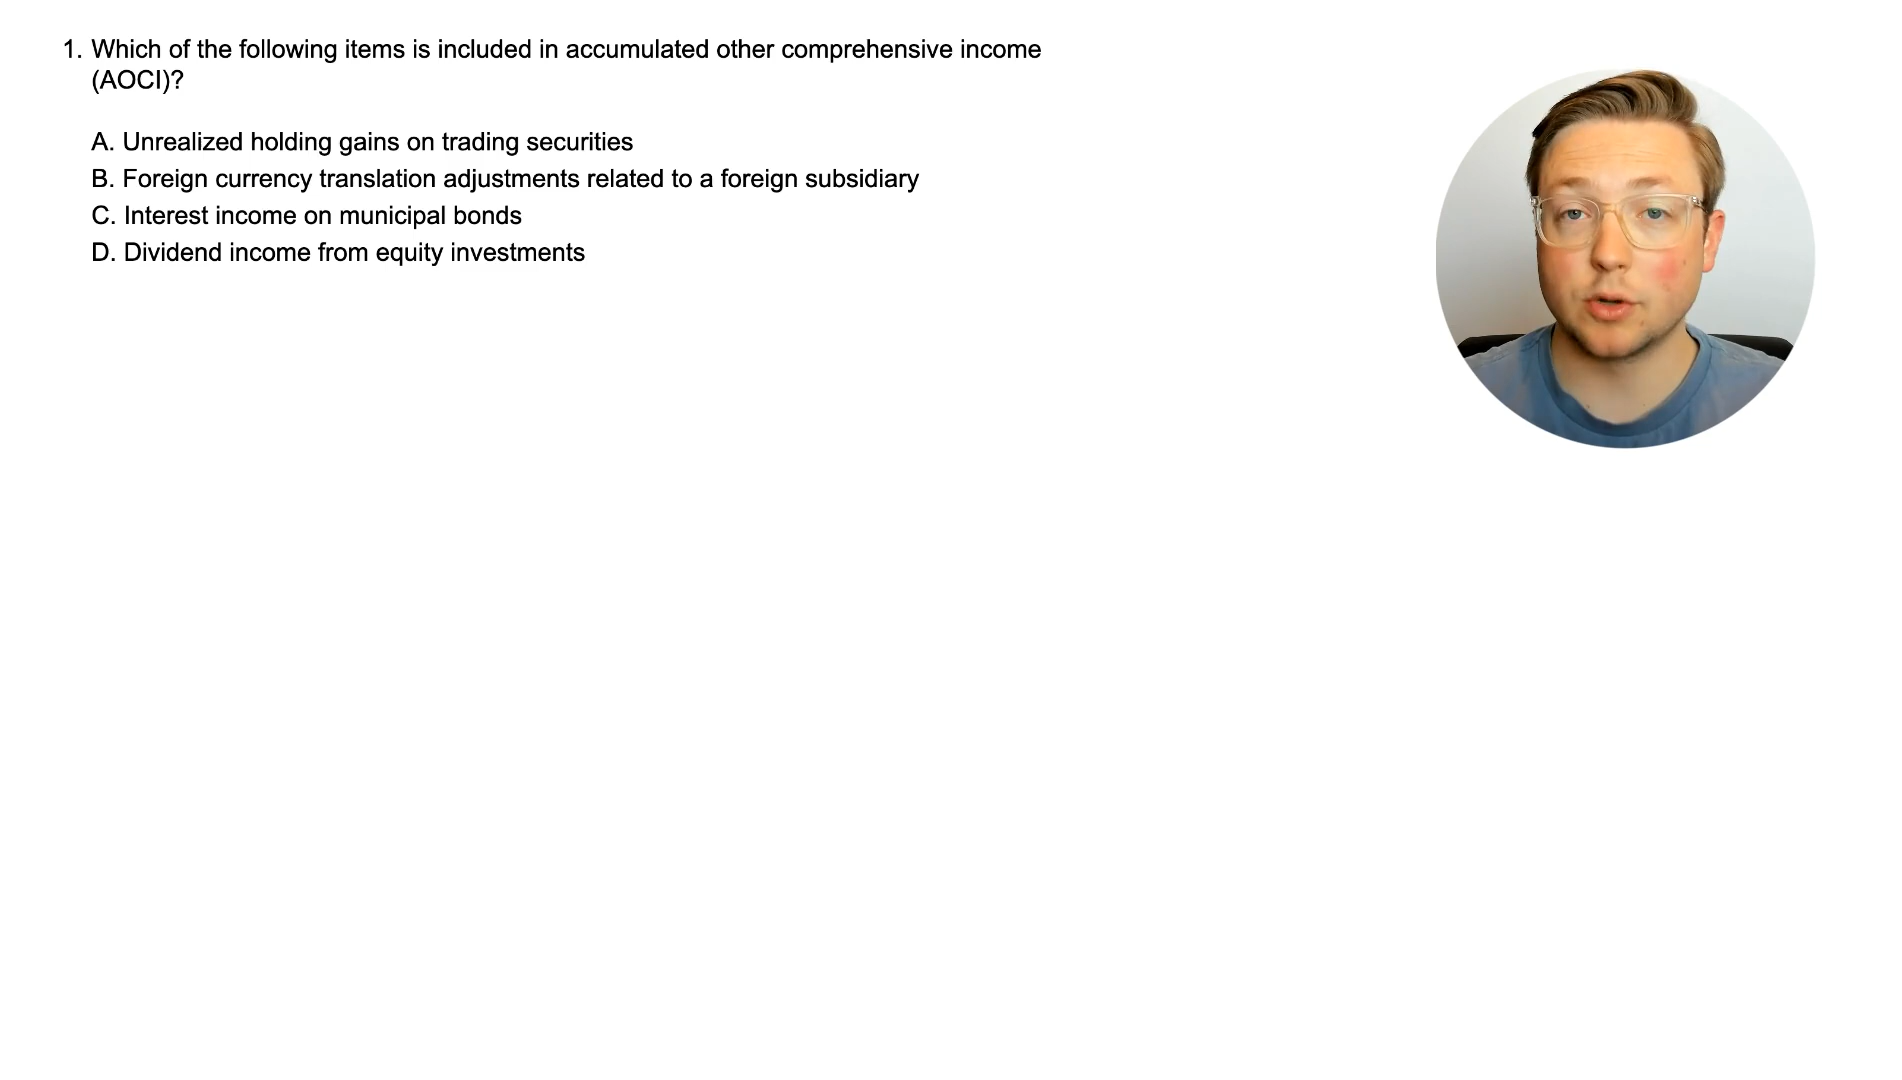 1. Which of the following items is included in accumulated other comprehensive income
(AOCI)?
A. Unrealized holding gains on trading securities
B. Foreign currency translation adjustments related to a foreign subsidiary
C. Interest income on municipal bonds
D. Dividend income from equity investments